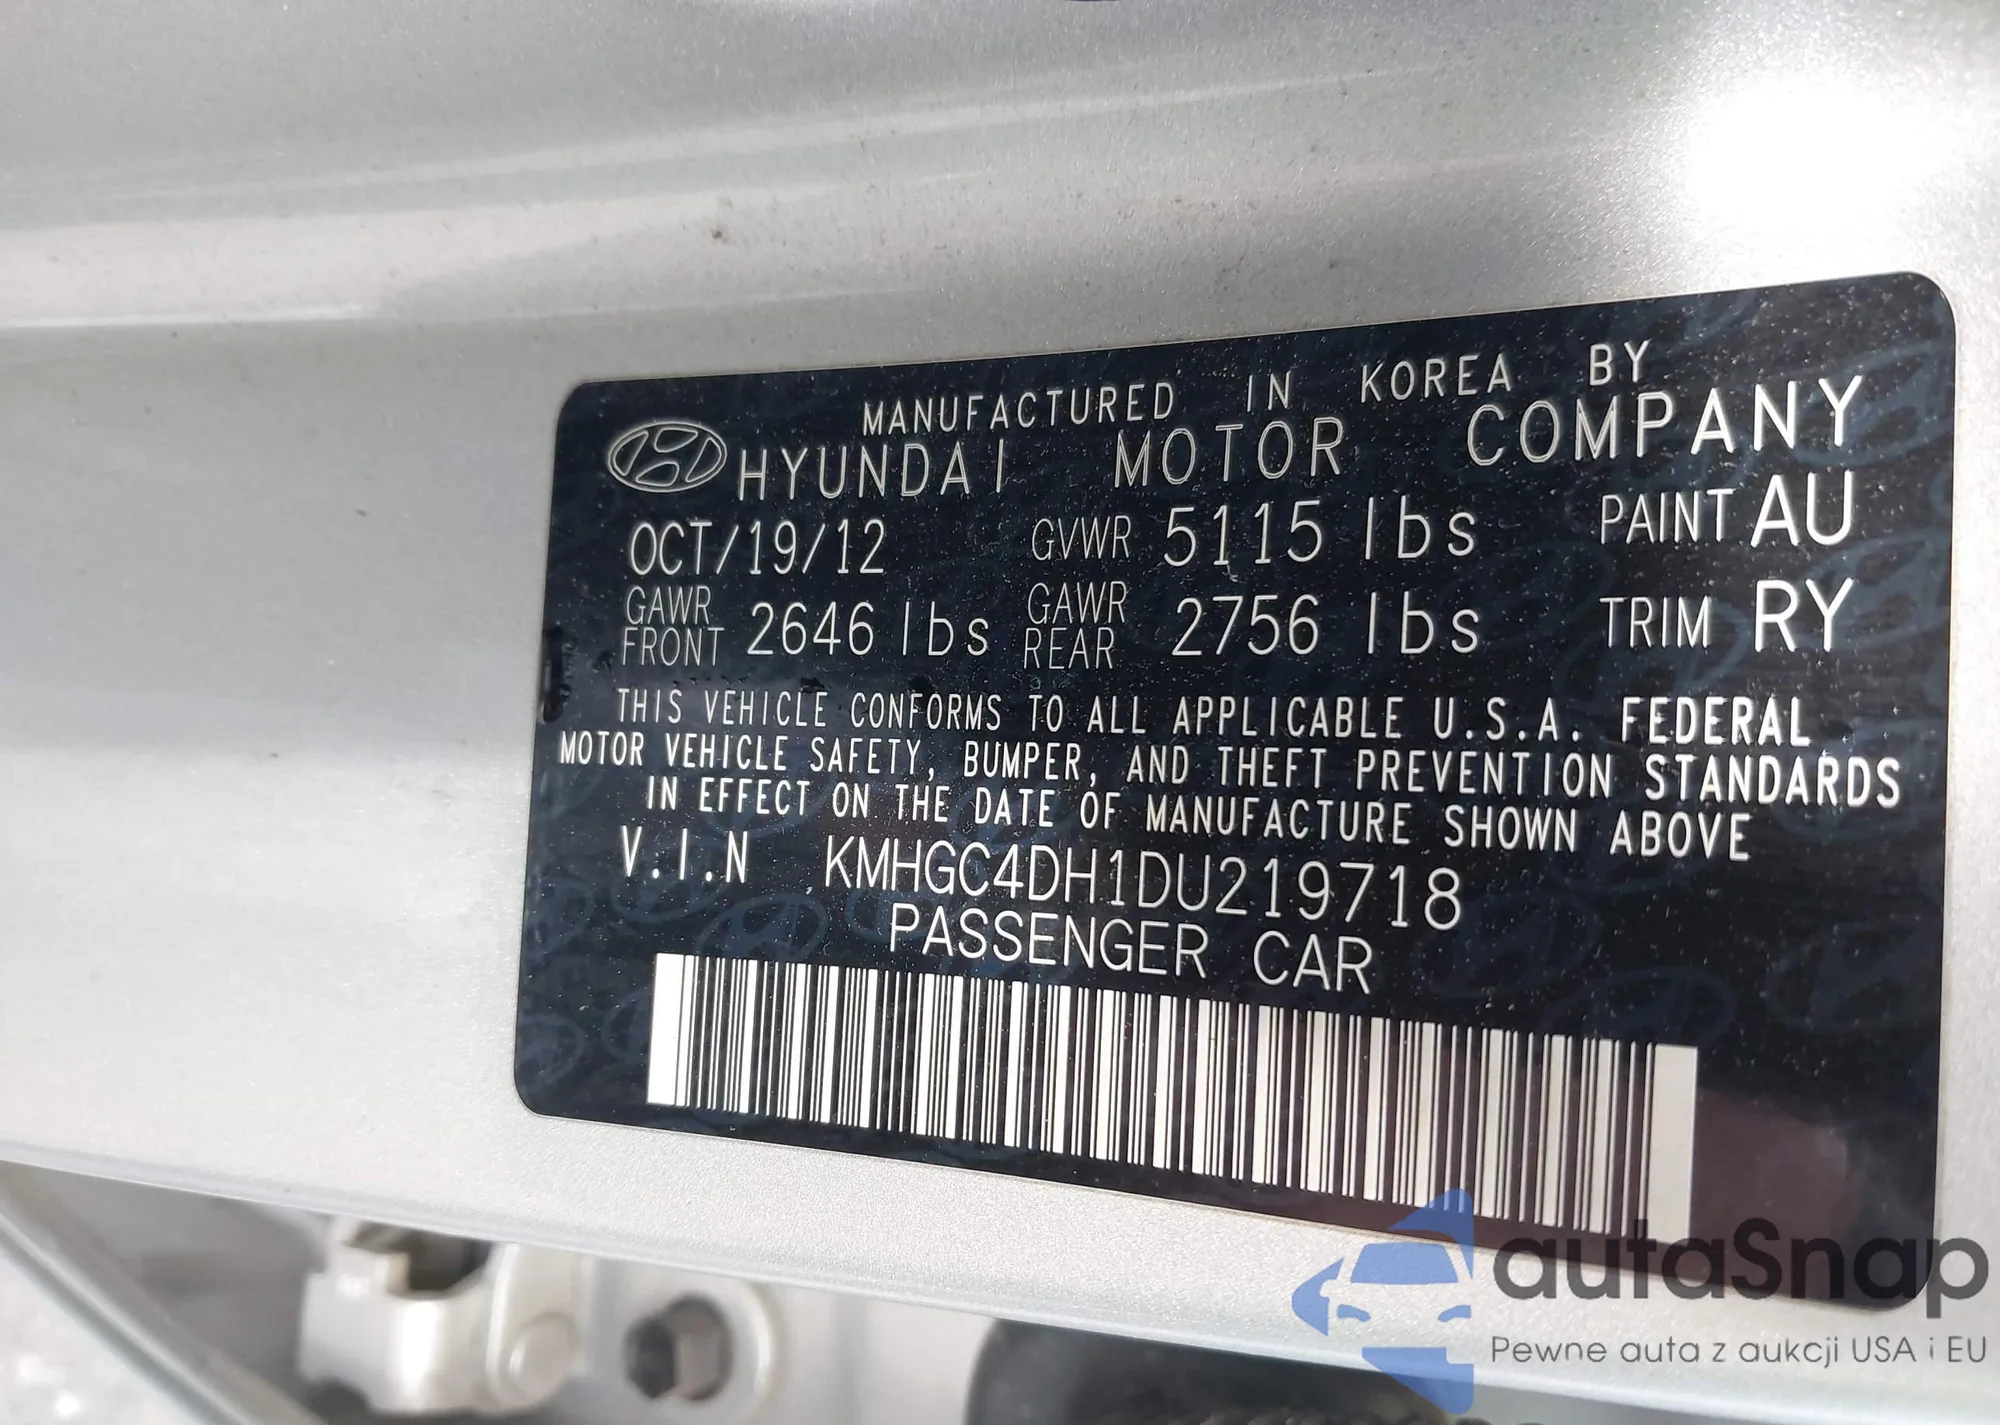 MANUFACTURED IN KOREA BY
HYUNDAI MOTOR COMPANY
OCT/19/12 GVWR 5115 lbs PAINT AU
GAWR FRONT 2646 lbs GAWR REAR 2756 lbs TRIM RY
THIS VEHICLE CONFORMS TO ALL APPLICABLE U.S.A. FEDERAL
MOTOR VEHICLE SAFETY, BUMPER, AND THEFT PREVENTION STANDARDS
IN EFFECT ON THE DATE OF MANUFACTURE SHOWN ABOVE
V.I.N KMHGC4DH1DU219718
PASSENGER CAR
autaSnap
Pewne auta z aukcji USA i EU